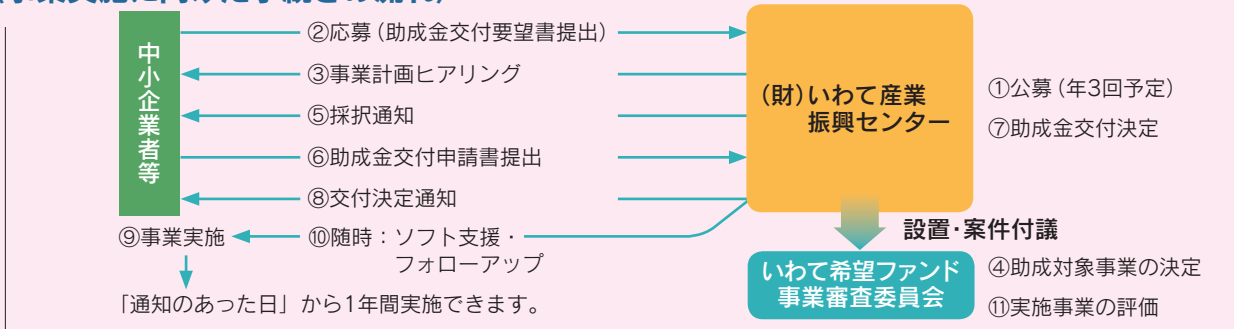 中小企業者等
②応募（助成金交付要望書提出）
③事業計画ヒアリング
⑤採択通知
⑥助成金交付申請書提出
⑧交付決定通知
⑨事業実施
⑩随時：ソフト支援・
フォローアップ
「通知のあった日」から1年間実施できます。
（財）いわて産業
振興センター
①公募（年3回予定）
⑦助成金交付決定
設置・案件付議
いわて希望ファンド
事業審査委員会
④助成対象事業の決定
⑪実施事業の評価